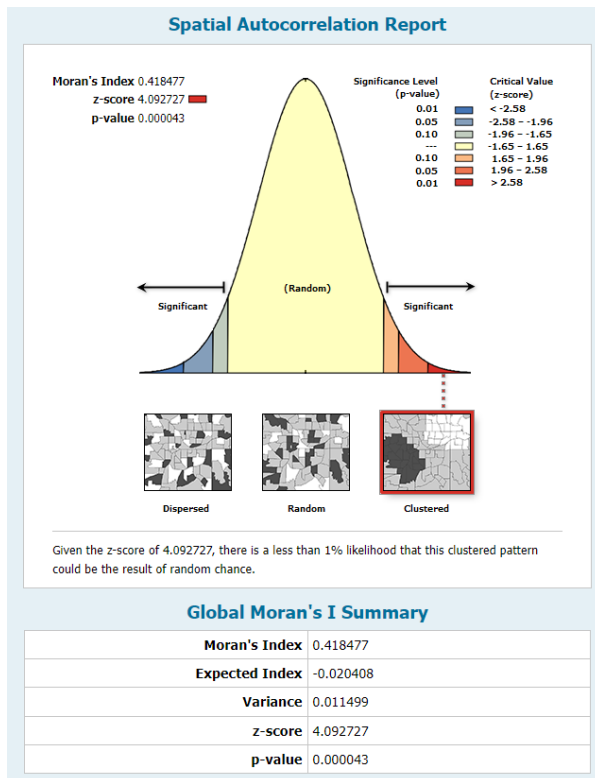 Spatial Autocorrelation Report
Moran's Index 0.418477
z-score 4.092727
p-value 0.000043
Significance Level
(p-value)
Critical Value
(z-score)
0.01 < -2.58
0.05 -2.58 – -1.96
0.10 -1.96 – -1.65
--- -1.65 – 1.65
0.10 1.65 – 1.96
0.05 1.96 – 2.58
0.01 > 2.58
Significant
(Random)
Significant
Dispersed
Random
Clustered
Given the z-score of 4.092727, there is a less than 1% likelihood that this clustered pattern
could be the result of random chance.
Global Moran's I Summary
Moran's Index 0.418477
Expected Index -0.020408
Variance 0.011499
z-score 4.092727
p-value 0.000043